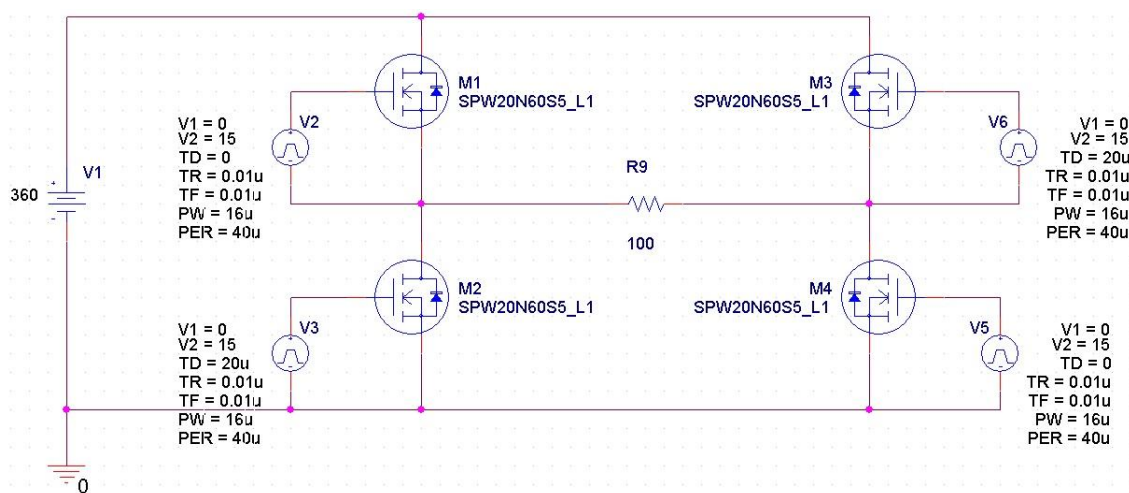 M1
SPW20N60S5_L1
M3
SPW20N60S5_L1
V1 = 0
V2 = 15
TD = 0
TR = 0.01u
TF = 0.01u
PW = 16u
PER = 40u
V2
V6
V1 = 0
V2 = 15
TD = 20u
TR = 0.01u
TF = 0.01u
PW = 16u
PER = 40u
V1
360
R9
100
M2
SPW20N60S5_L1
M4
SPW20N60S5_L1
V3
V1 = 0
V2 = 15
TD = 20u
TR = 0.01u
TF = 0.01u
PW = 16u
PER = 40u
V5
V1 = 0
V2 = 15
TD = 0
TR = 0.01u
TF = 0.01u
PW = 16u
PER = 40u
0